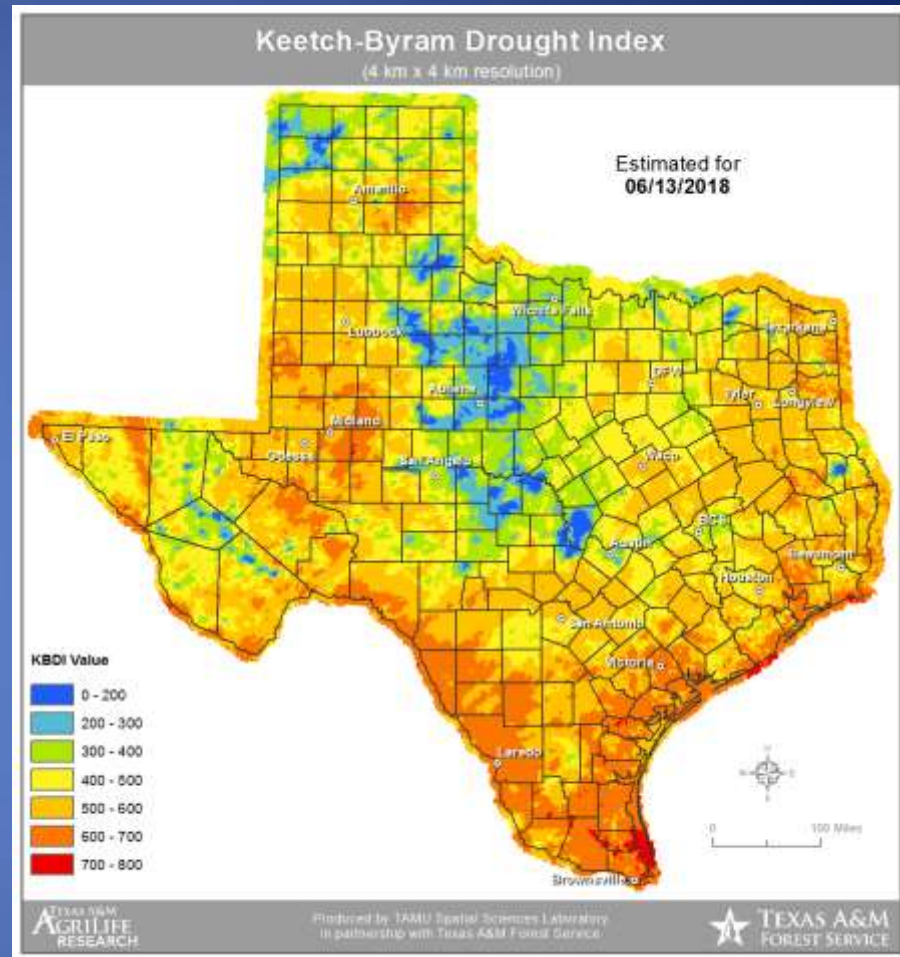 Keetch-Byram Drought Index
(4 km x 4 km resolution)
Estimated for
06/13/2018
Amarillo
Wichita Falls
Lubbock
Texarkana
DFW
Abilene
Tyler
Longview
Midland
El Paso
Odessa
San Angelo
Waco
BCS
Austin
Beaumont
Houston
San Antonio
Victoria
KBDI Value
0 - 200
200 - 300
300 - 400
400 - 500
500 - 600
600 - 700
700 - 800
Laredo
N
W E
S
0 100 Miles
Brownsville
TEXAS A&M
AGRILIFE
RESEARCH
Produced by TAMU Spatial Sciences Laboratory
in partnership with Texas A&M Forest Service
TEXAS A&M
FOREST SERVICE